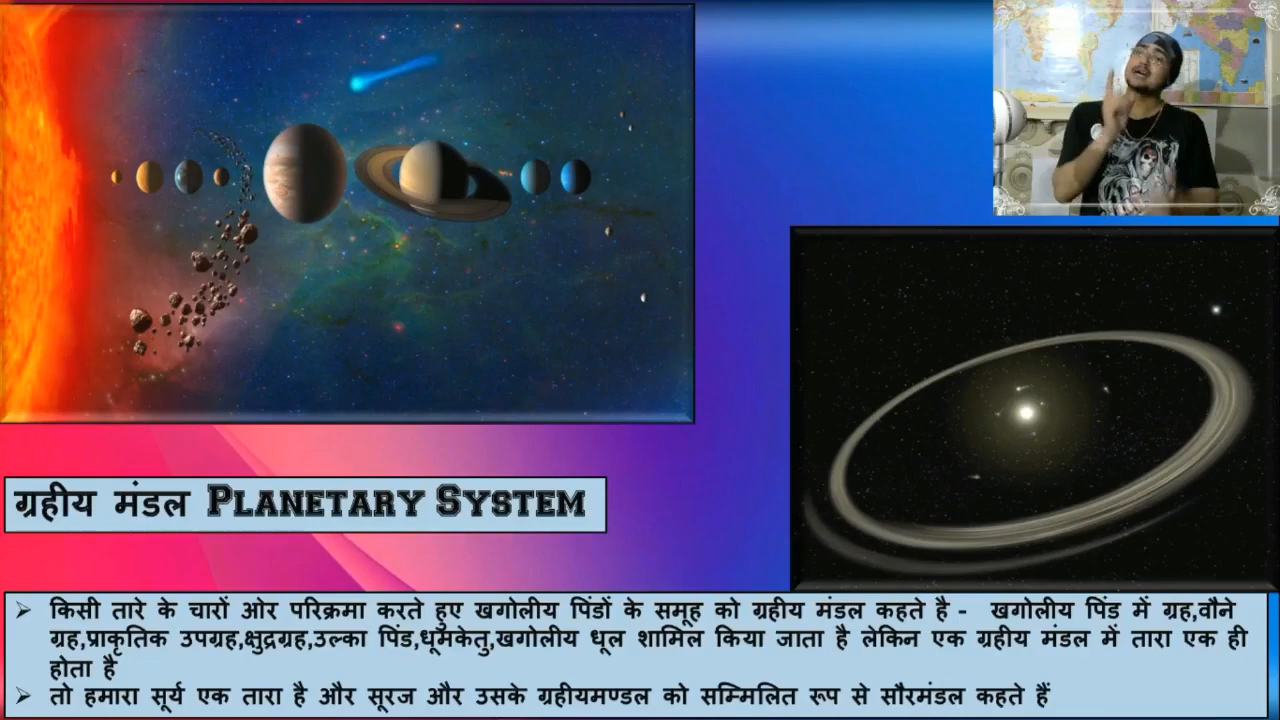 ग्रहीय मंडल PLANETARY SYSTEM
➢ किसी तारे के चारों ओर परिक्रमा करते हुए खगोलीय पिंडों के समूह को ग्रहीय मंडल कहते है - खगोलीय पिंड में ग्रह,वौने
ग्रह,प्राकृतिक उपग्रह,क्षुद्रग्रह,उल्का पिंड,धूमकेतु,खगोलीय धूल शामिल किया जाता है लेकिन एक ग्रहीय मंडल में तारा एक ही
होता है
➢ तो हमारा सूर्य एक तारा है और सूरज और उसके ग्रहीयमण्डल को सम्मिलित रूप से सौरमंडल कहते हैं